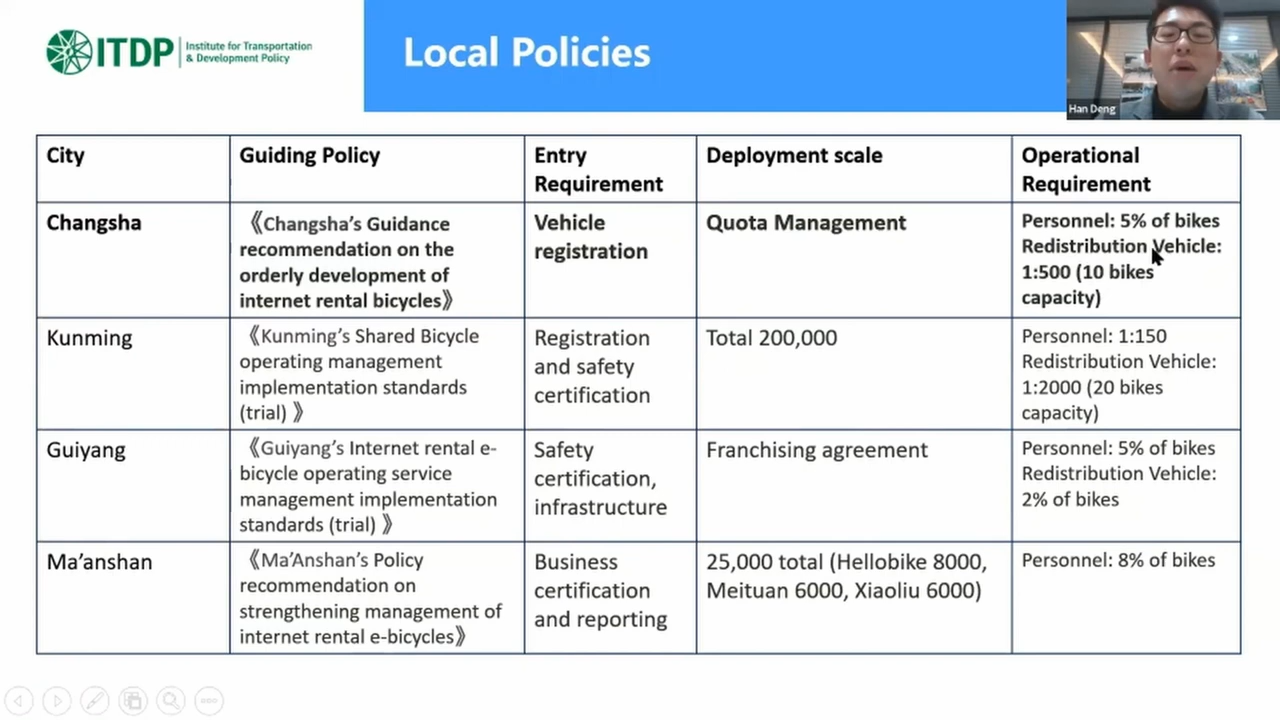 ITDP
Institute for Transportation
& Development Policy
Local Policies
Han Deng
City
Guiding Policy
Entry
Requirement
Deployment scale
Operational
Requirement
Changsha
《Changsha’s Guidance
recommendation on the
orderly development of
internet rental bicycles》
Vehicle
registration
Quota Management
Personnel: 5% of bikes
Redistribution Vehicle:
1:500 (10 bikes
capacity)
Kunming
《Kunming’s Shared Bicycle
operating management
implementation standards
(trial) 》
Registration
and safety
certification
Total 200,000
Personnel: 1:150
Redistribution Vehicle:
1:2000 (20 bikes
capacity)
Guiyang
《Guiyang’s Internet rental e-
bicycle operating service
management implementation
standards (trial) 》
Safety
certification,
infrastructure
Franchising agreement
Personnel: 5% of bikes
Redistribution Vehicle:
2% of bikes
Ma’anshan
《Ma’Anshan’s Policy
recommendation on
strengthening management of
internet rental e-bicycles》
Business
certification
and reporting
25,000 total (Hellobike 8000,
Meituan 6000, Xiaoliu 6000)
Personnel: 8% of bikes